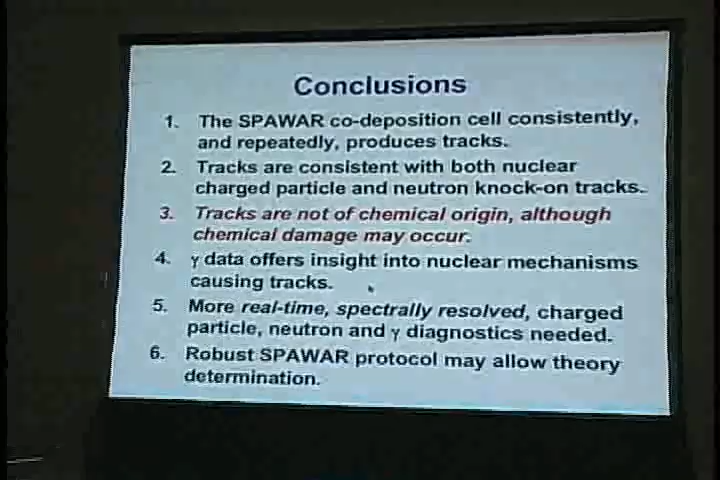 Conclusions
1. The SPAWAR co-deposition cell consistently,
and repeatedly, produces tracks.
2. Tracks are consistent with both nuclear
charged particle and neutron knock-on tracks.
3. Tracks are not of chemical origin, although
chemical damage may occur.
4. γ data offers insight into nuclear mechanisms
causing tracks.
5. More real-time, spectrally resolved, charged
particle, neutron and γ diagnostics needed.
6. Robust SPAWAR protocol may allow theory
determination.